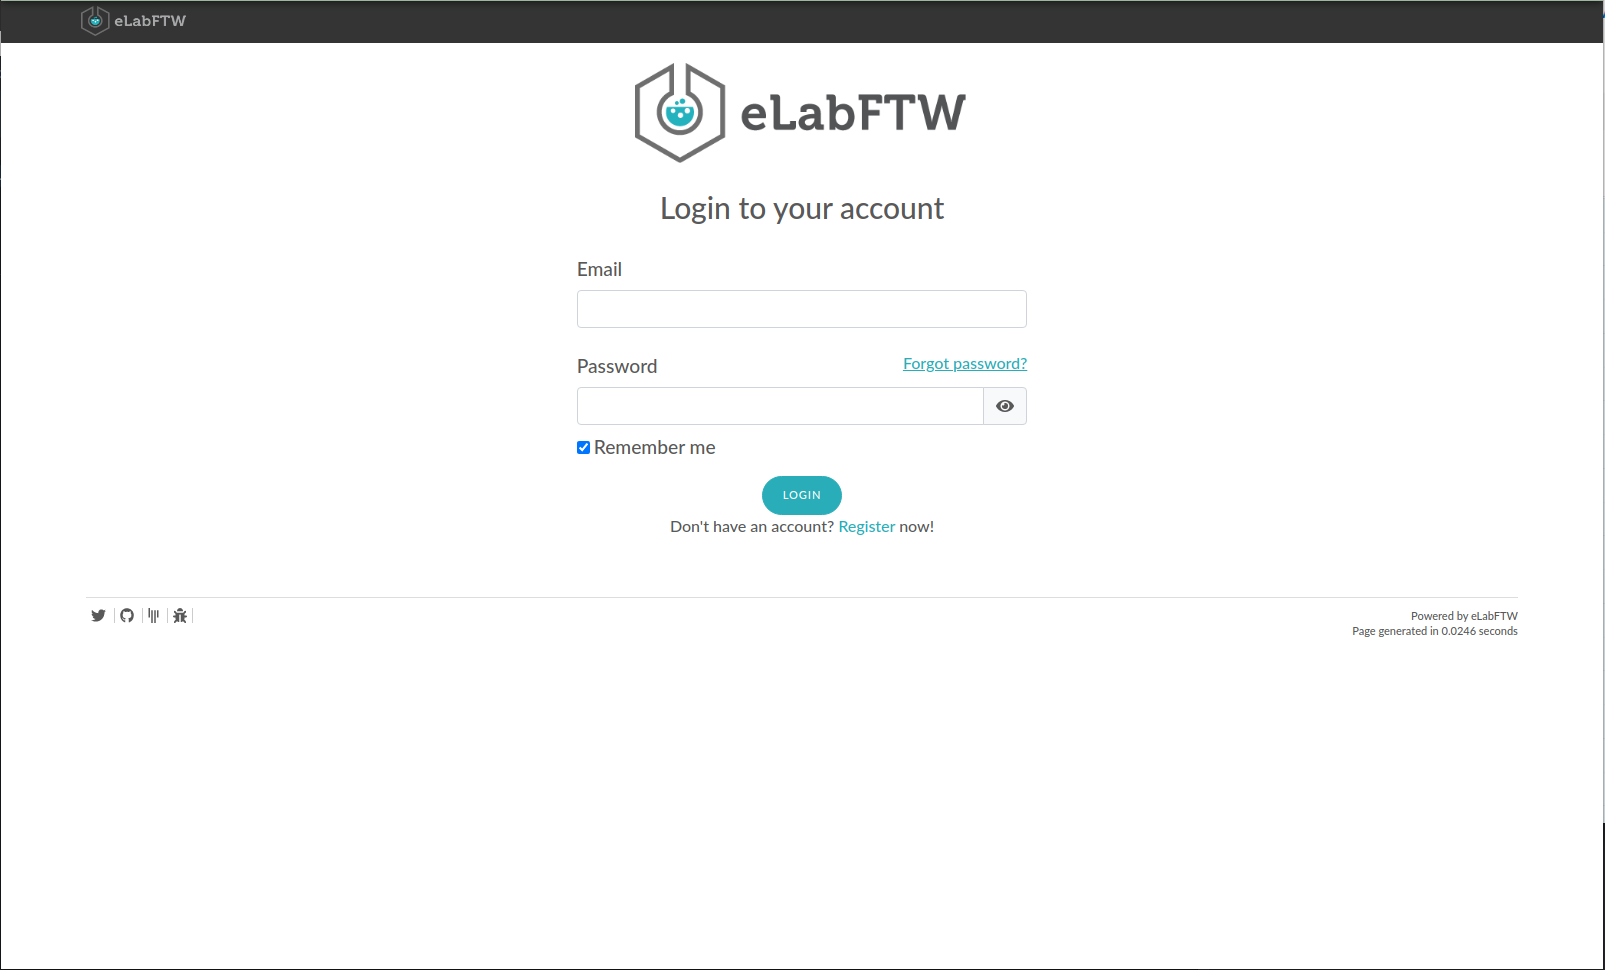 eLabFTW
eLabFTW
Login to your account
Email
Password
Forgot password?
Remember me
LOGIN
Don't have an account? Register now!
Powered by eLabFTW
Page generated in 0.0246 seconds